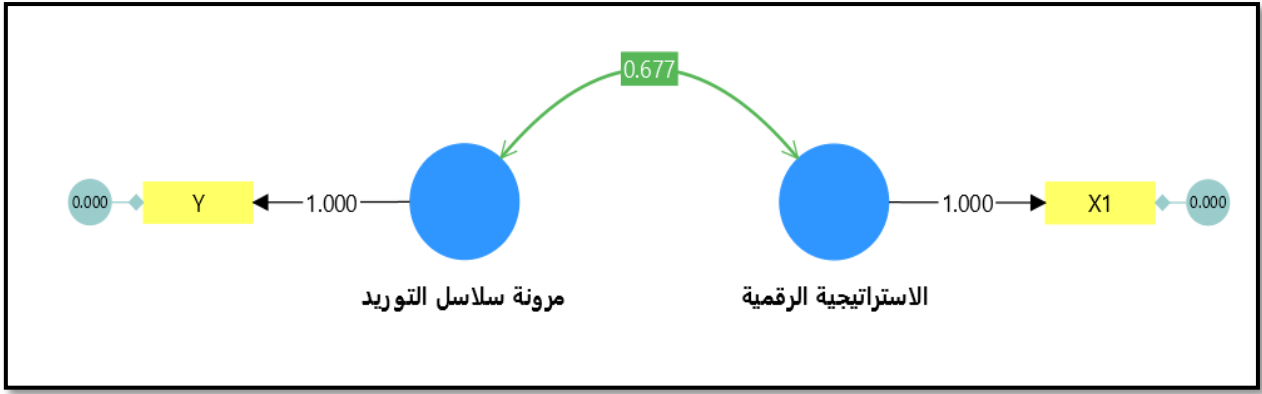 0.677
0.000
Y
1.000
1.000
X1
0.000
مرونة سلاسل التوريد
الاستراتيجية الرقمية